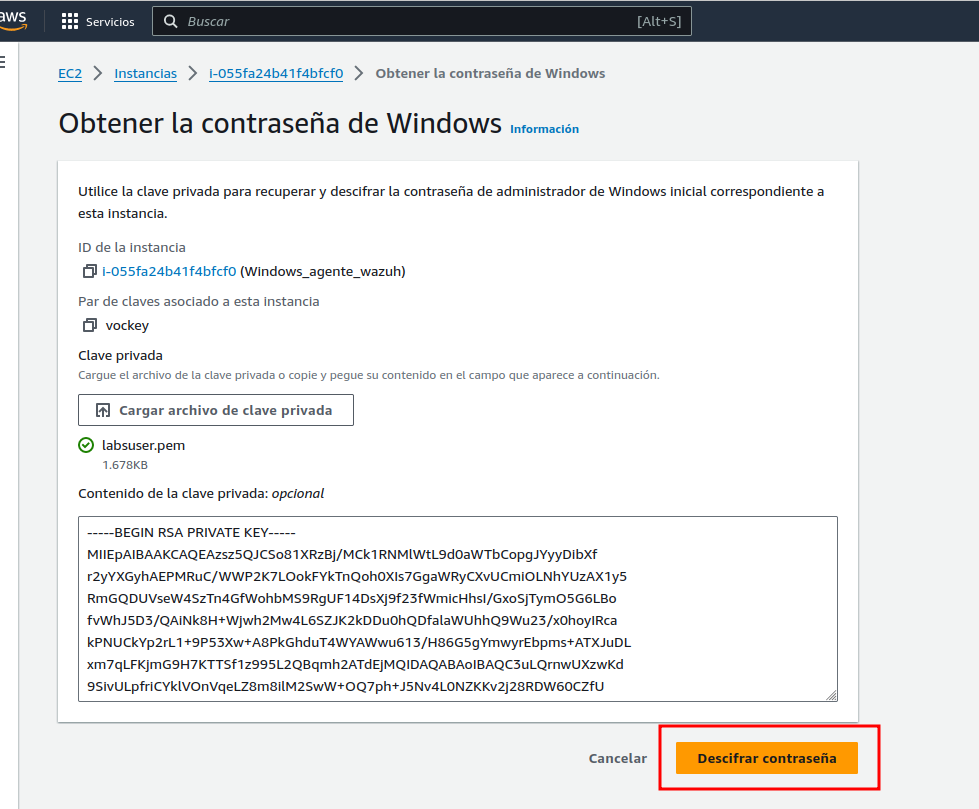 aws
Servicios
Buscar
[Alt+S]
EC2 > Instancias > i-055fa24b41f4bfcf0 > Obtener la contraseña de Windows
Obtener la contraseña de Windows Información
Utilice la clave privada para recuperar y descifrar la contraseña de administrador de Windows inicial correspondiente a
esta instancia.
ID de la instancia
i-055fa24b41f4bfcf0 (Windows_agente_wazuh)
Par de claves asociado a esta instancia
vockey
Clave privada
Cargue el archivo de la clave privada o copie y pegue su contenido en el campo que aparece a continuación.
Cargar archivo de clave privada
labsuser.pem
1.678KB
Contenido de la clave privada: opcional
-----BEGIN RSA PRIVATE KEY-----
MIIEpAIBAAKCAQEAzsz5QJCSo81XRzBj/MCk1RNMlWtL9d0aWTbCopgJYyyDibXf
r2yYXGyhAEPMRuC/WWP2K7LOokFYkTnQoh0XIs7GgaWRyCXvUCmiOLNhYUzAX1y5
RmGQDUVseW4SzTn4GfWohbMS9RgUF14DsXj9f23fWmicHhsI/GxoSjTymO5G6LBo
fvWhJ5D3/QAiNk8H+Wjwh2Mw4L6SZJK2kDDu0hQDfalaWUhhQ9Wu23/x0hoyIRca
kPNUCkYp2rL1+9P53Xw+A8PkGhduT4WYAWwu613/H86G5gYmwyrEbpms+ATXJuDL
xm7qLFKjmG9H7KTTSf1z995L2QBqmh2ATdEjMQIDAQABAoIBAQC3uLQrnwUXzwKd
9SivULpfriCYklVOnVqeLZ8m8ilM2SwW+OQ7ph+J5Nv4L0NZKKv2j28RDW60CZfU
Cancelar
Descifrar contraseña